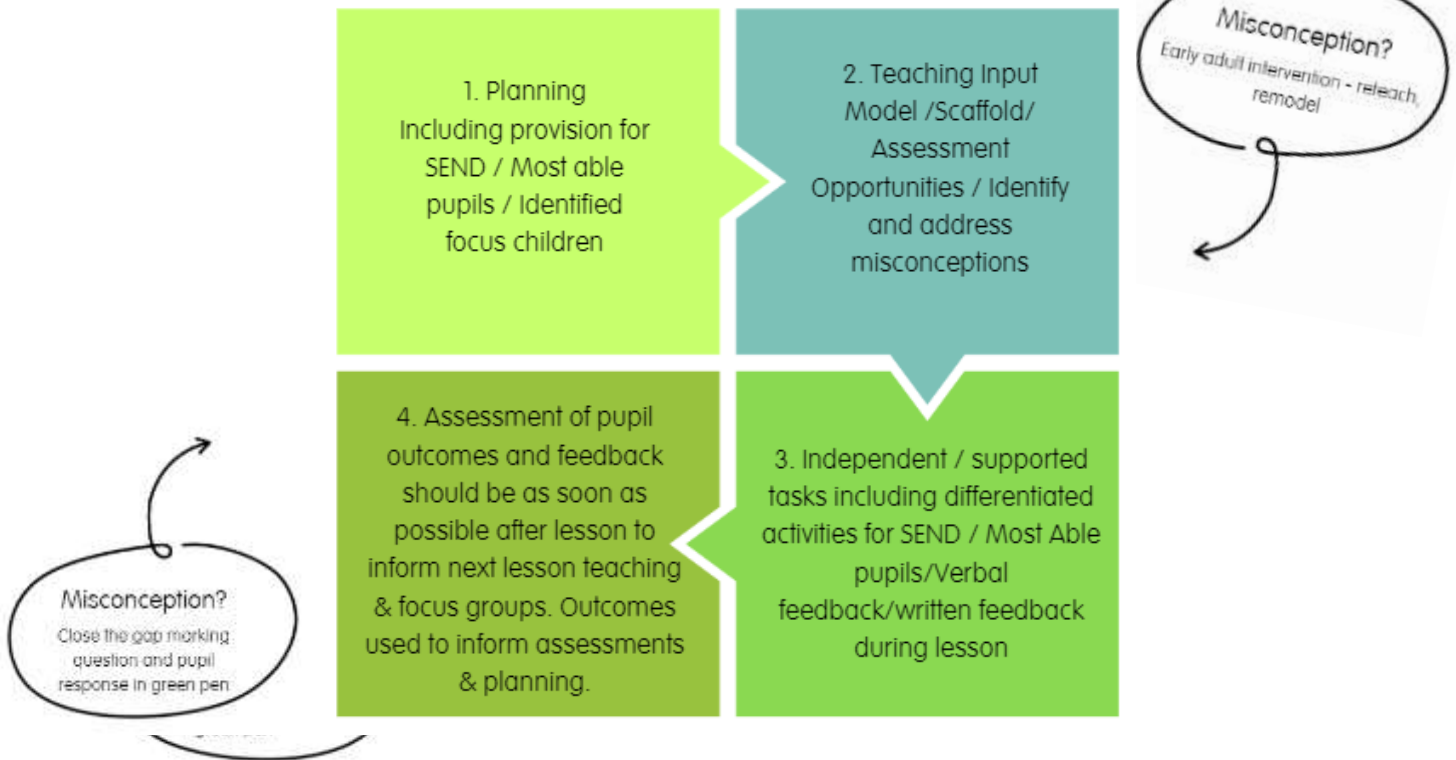 1. Planning
Including provision for
SEND / Most able
pupils / Identified
focus children
2. Teaching Input
Model /Scaffold/
Assessment
Opportunities / Identify
and address
misconceptions
Misconception?
Early adult intervention - reteach,
remodel
3. Independent / supported
tasks including differentiated
activities for SEND / Most Able
pupils/Verbal
feedback/written feedback
during lesson
4. Assessment of pupil
outcomes and feedback
should be as soon as
possible after lesson to
inform next lesson teaching
& focus groups. Outcomes
used to inform assessments
& planning.
Misconception?
Close the gap marking
question and pupil
response in green pen